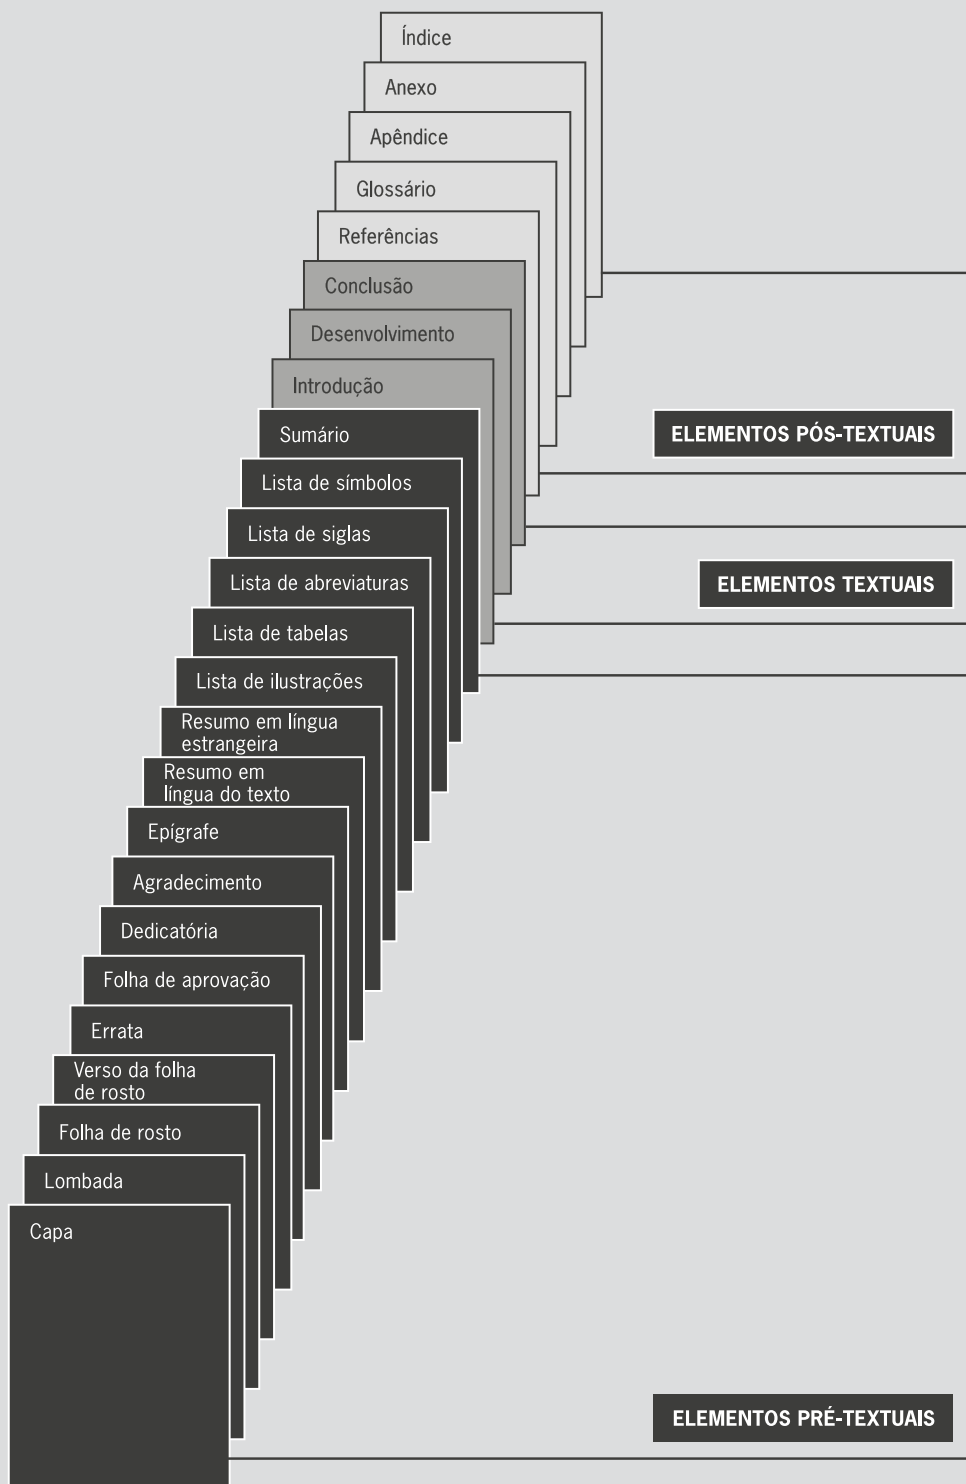 Índice
Anexo
Apêndice
Glossário
Referências
Conclusão
Desenvolvimento
Introdução
Sumário
ELEMENTOS PÓS-TEXTUAIS
Lista de símbolos
Lista de siglas
Lista de abreviaturas
ELEMENTOS TEXTUAIS
Lista de tabelas
Lista de ilustrações
Resumo em língua
estrangeira
Resumo em
língua do texto
Epígrafe
Agradecimento
Dedicatória
Folha de aprovação
Errata
Verso da folha
de rosto
Folha de rosto
Lombada
Capa
ELEMENTOS PRÉ-TEXTUAIS